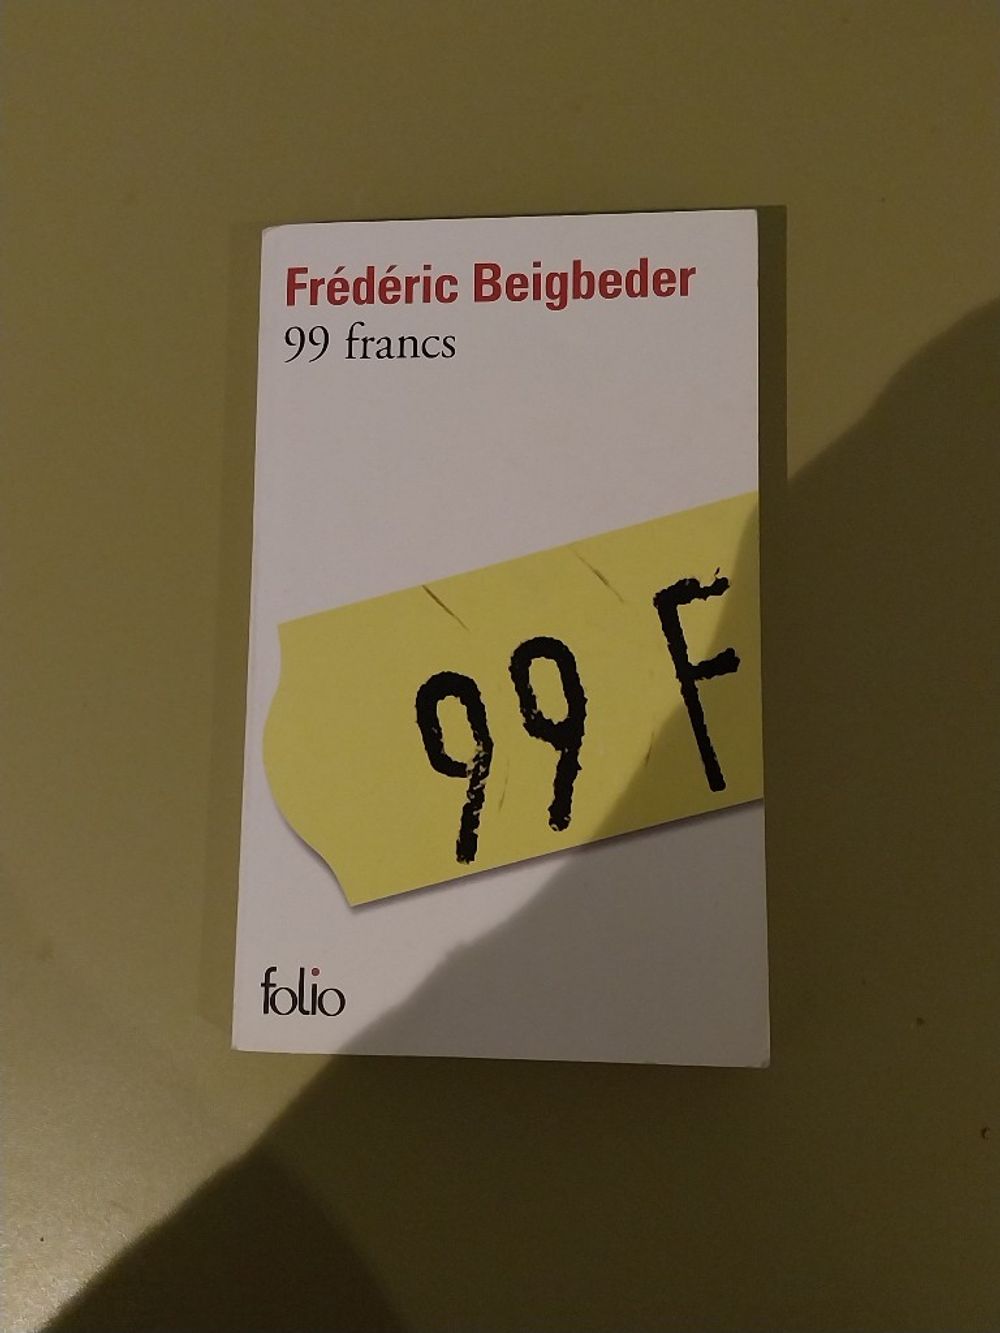 Frédéric Beigbeder
99 francs
99 F
folio